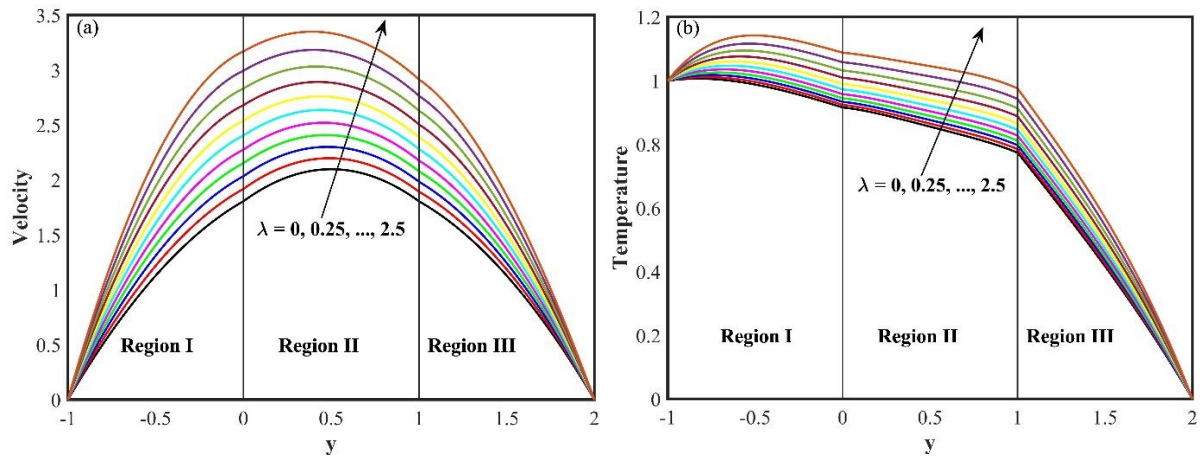 (a)
3.5
3
2.5
2
1.5
1
0.5
0
Velocity
λ = 0, 0.25, ..., 2.5
Region I
Region II
Region III
-1
-0.5
0
0.5
1
1.5
2
y
(b)
1.2
1
0.8
0.6
0.4
0.2
0
Temperature
λ = 0, 0.25, ..., 2.5
Region I
Region II
Region III
-1
-0.5
0
0.5
1
1.5
2
y